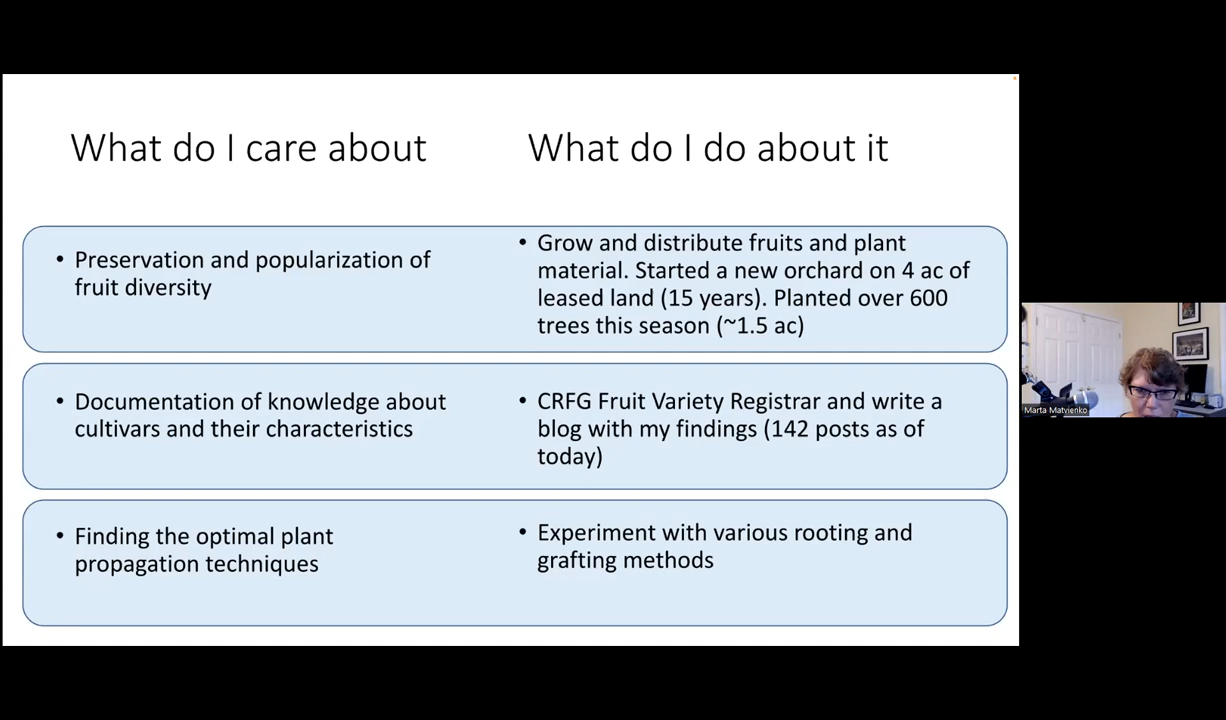 What do I care about
What do I do about it
• Preservation and popularization of
fruit diversity
• Grow and distribute fruits and plant
material. Started a new orchard on 4 ac of
leased land (15 years). Planted over 600
trees this season (~1.5 ac)
• Documentation of knowledge about
cultivars and their characteristics
• CRFG Fruit Variety Registrar and write a
blog with my findings (142 posts as of
today)
• Finding the optimal plant
propagation techniques
• Experiment with various rooting and
grafting methods
Marta Matvienko